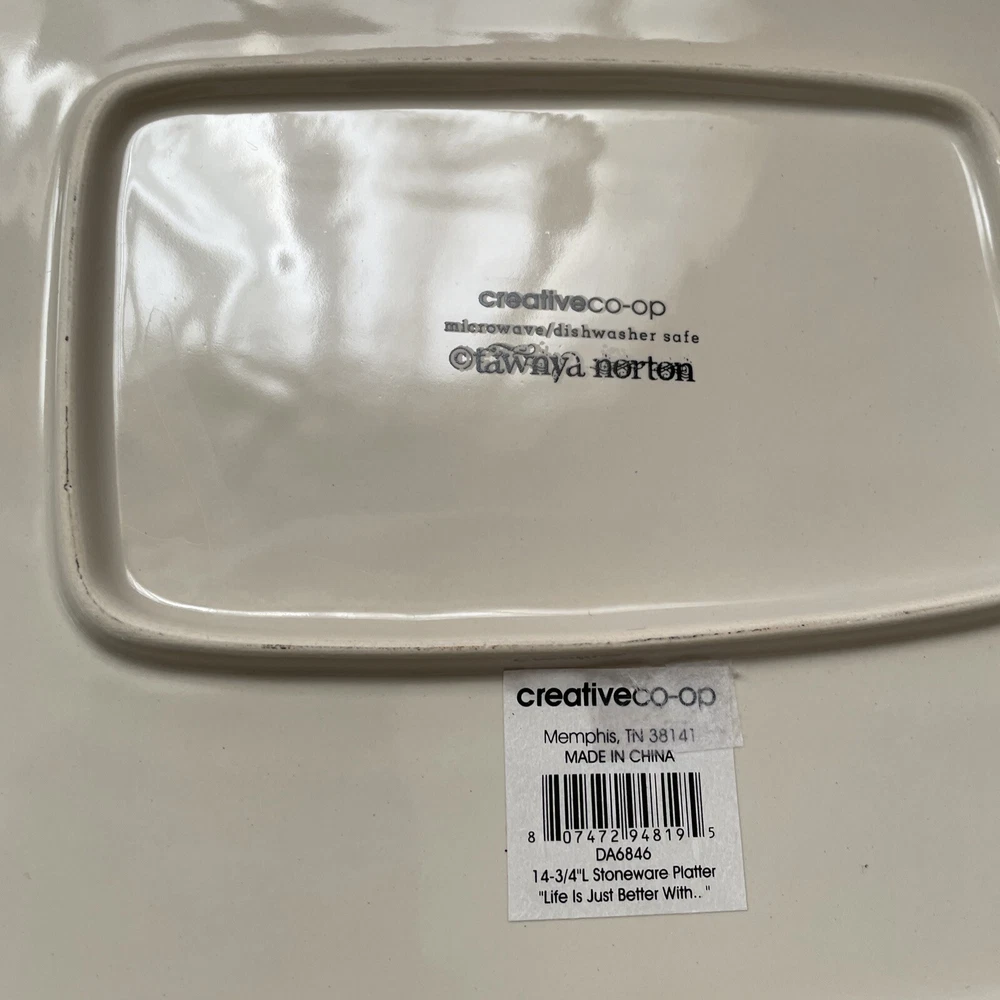 creativeco-op
microwave/dishwasher safe
©tawnya norton
creativeco-op
Memphis, TN 38141
MADE IN CHINA
8 07472 94819 5
DA6846
14-3/4"L Stoneware Platter
"Life Is Just Better With.. "